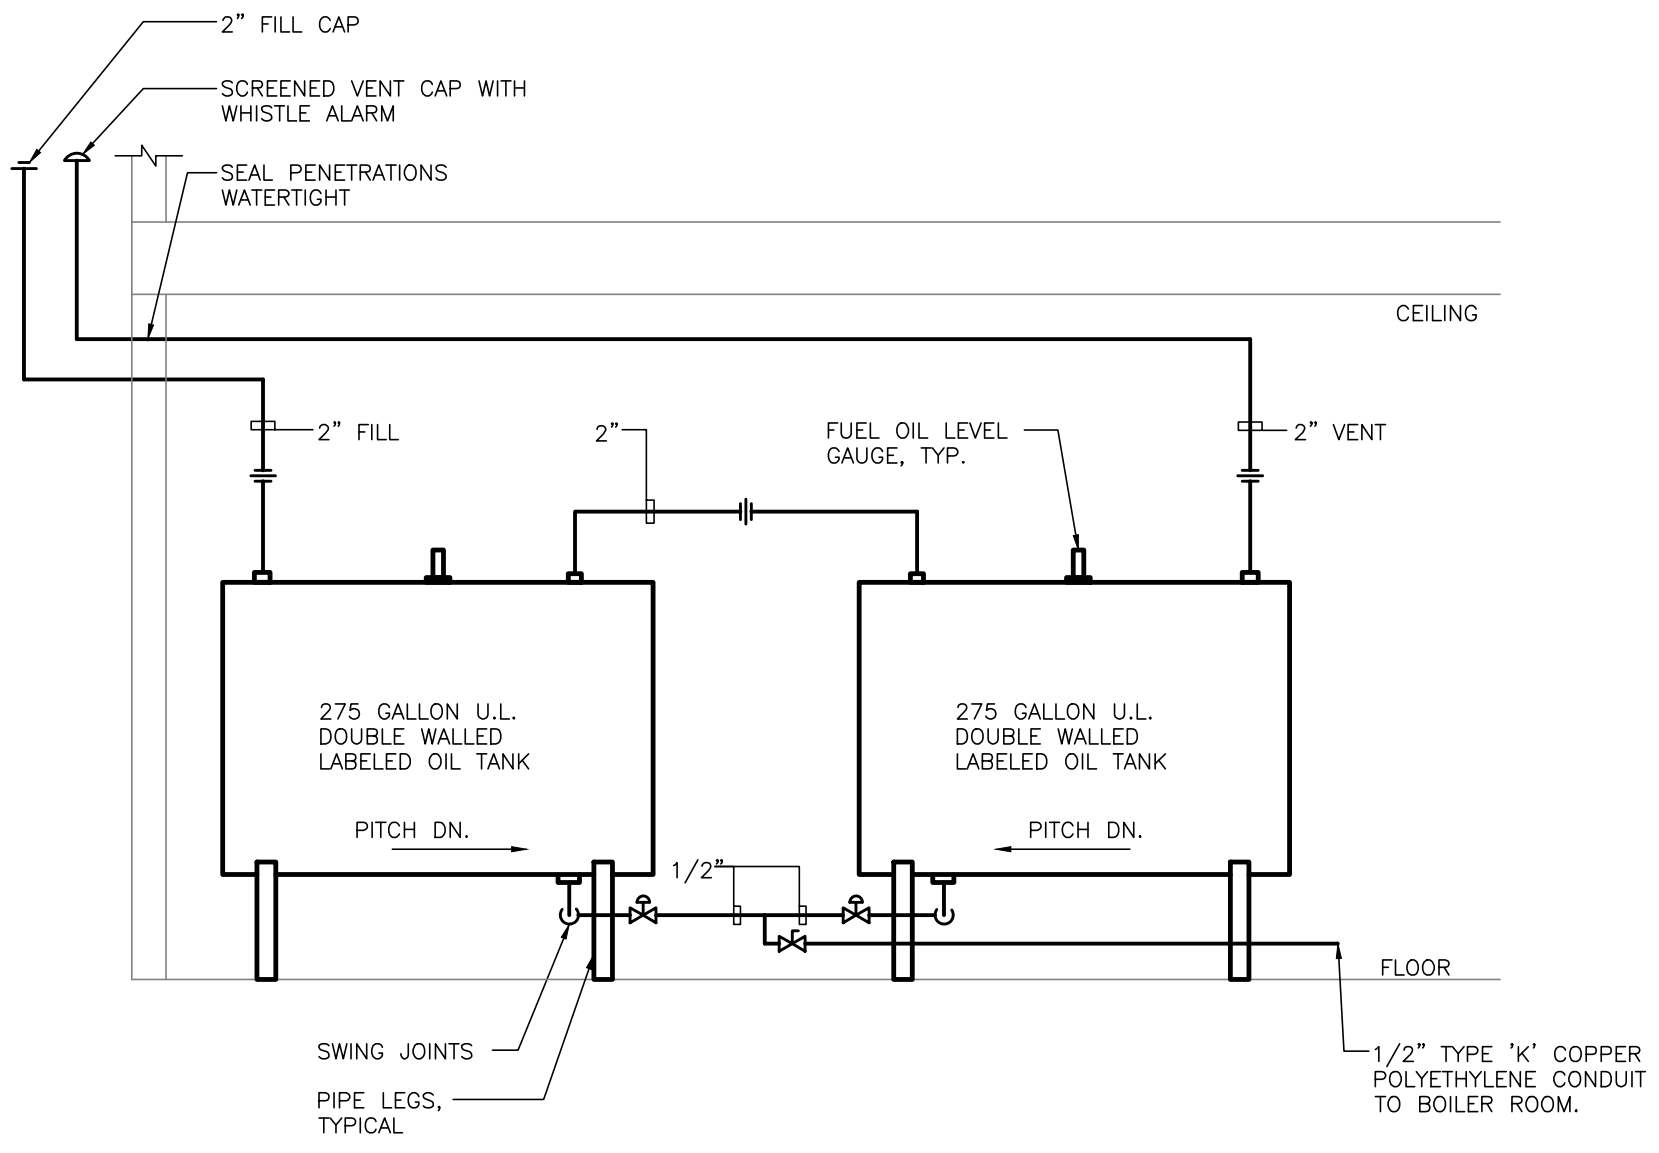 2” FILL CAP
SCREENED VENT CAP WITH
WHISTLE ALARM
SEAL PENETRATIONS
WATERTIGHT
CEILING
2” FILL
2”
FUEL OIL LEVEL
GAUGE, TYP.
2” VENT
275 GALLON U.L.
DOUBLE WALLED
LABELED OIL TANK
275 GALLON U.L.
DOUBLE WALLED
LABELED OIL TANK
PITCH DN.
PITCH DN.
1/2”
FLOOR
SWING JOINTS
PIPE LEGS,
TYPICAL
1/2” TYPE 'K' COPPER
POLYETHYLENE CONDUIT
TO BOILER ROOM.